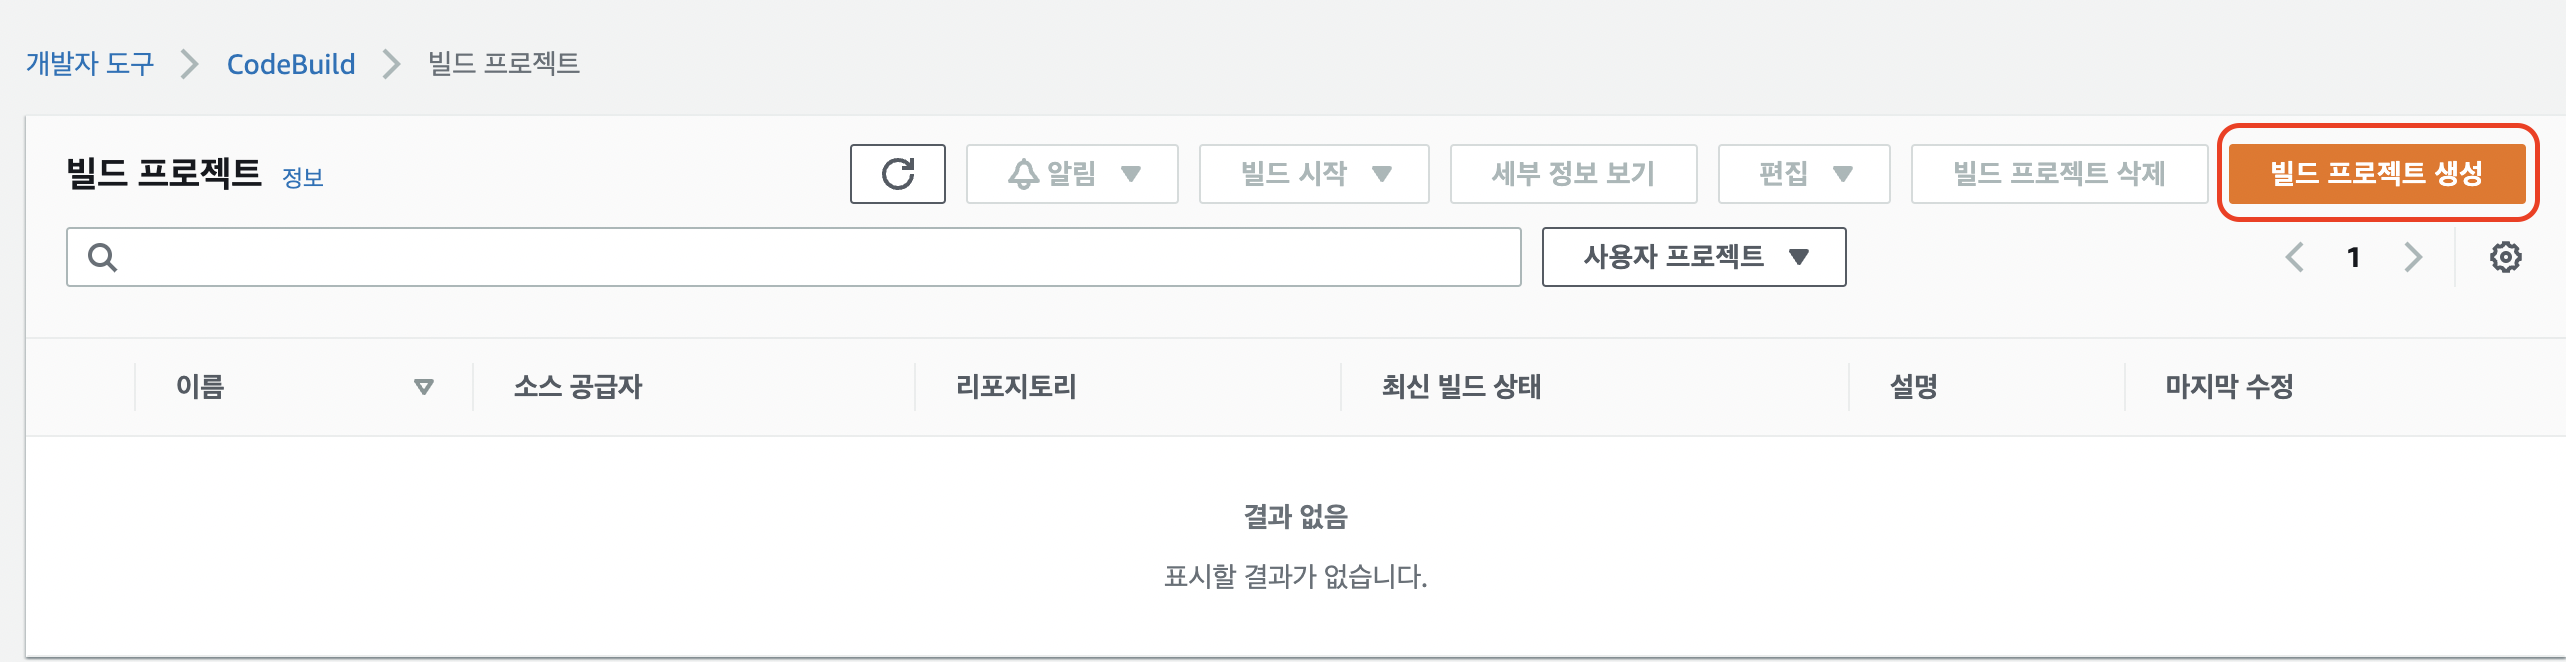 개발자 도구 > CodeBuild > 빌드 프로젝트
빌드 프로젝트 정보 알림 빌드 시작 세부 정보 보기 편집 빌드 프로젝트 삭제 빌드 프로젝트 생성
사용자 프로젝트 1
이름 소스 공급자 리포지토리 최신 빌드 상태 설명 마지막 수정
결과 없음
표시할 결과가 없습니다.